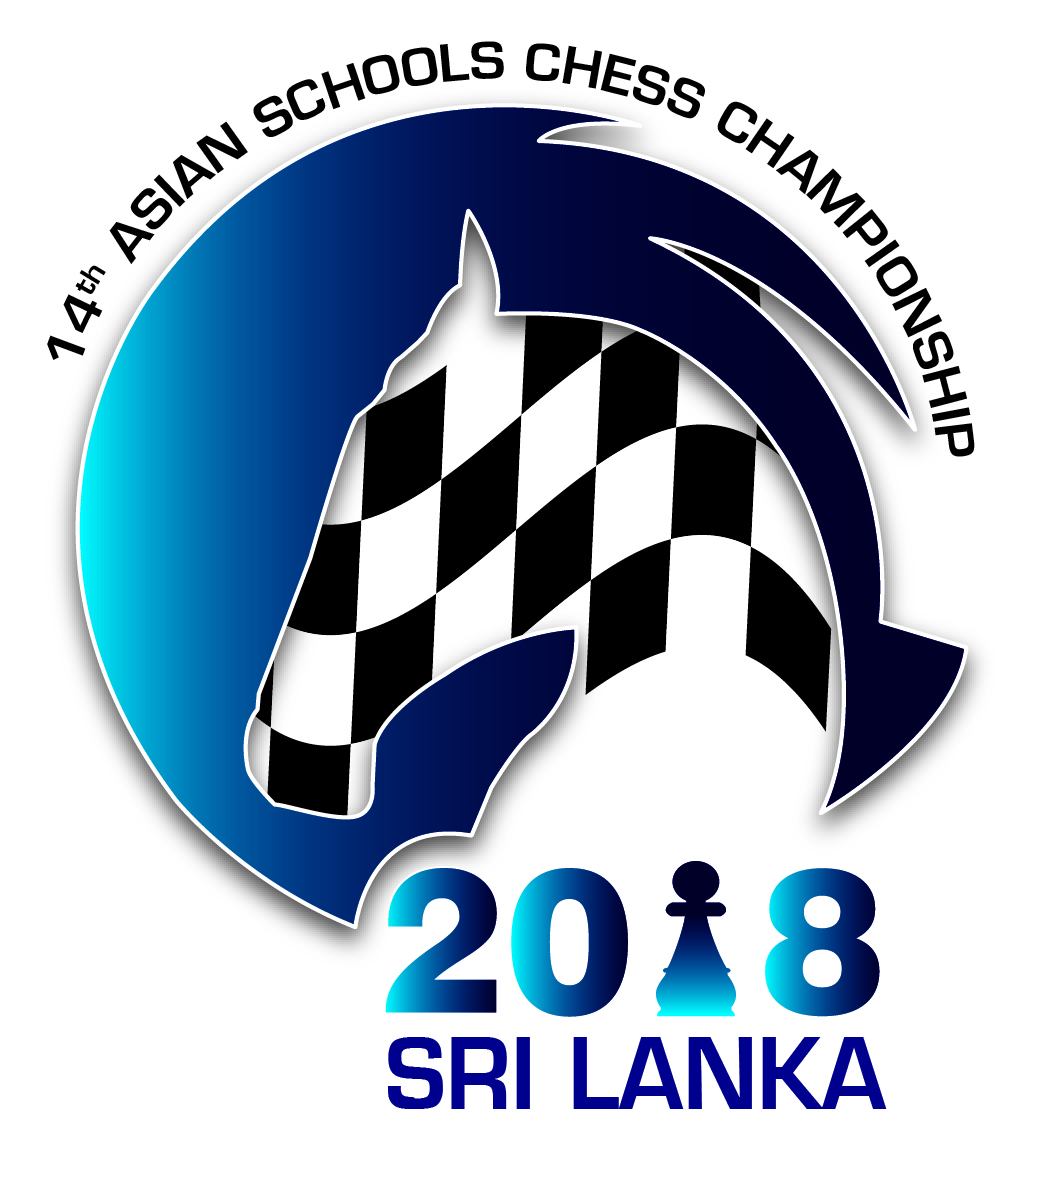 14th ASIAN SCHOOLS CHESS CHAMPIONSHIP
2018
SRI LANKA